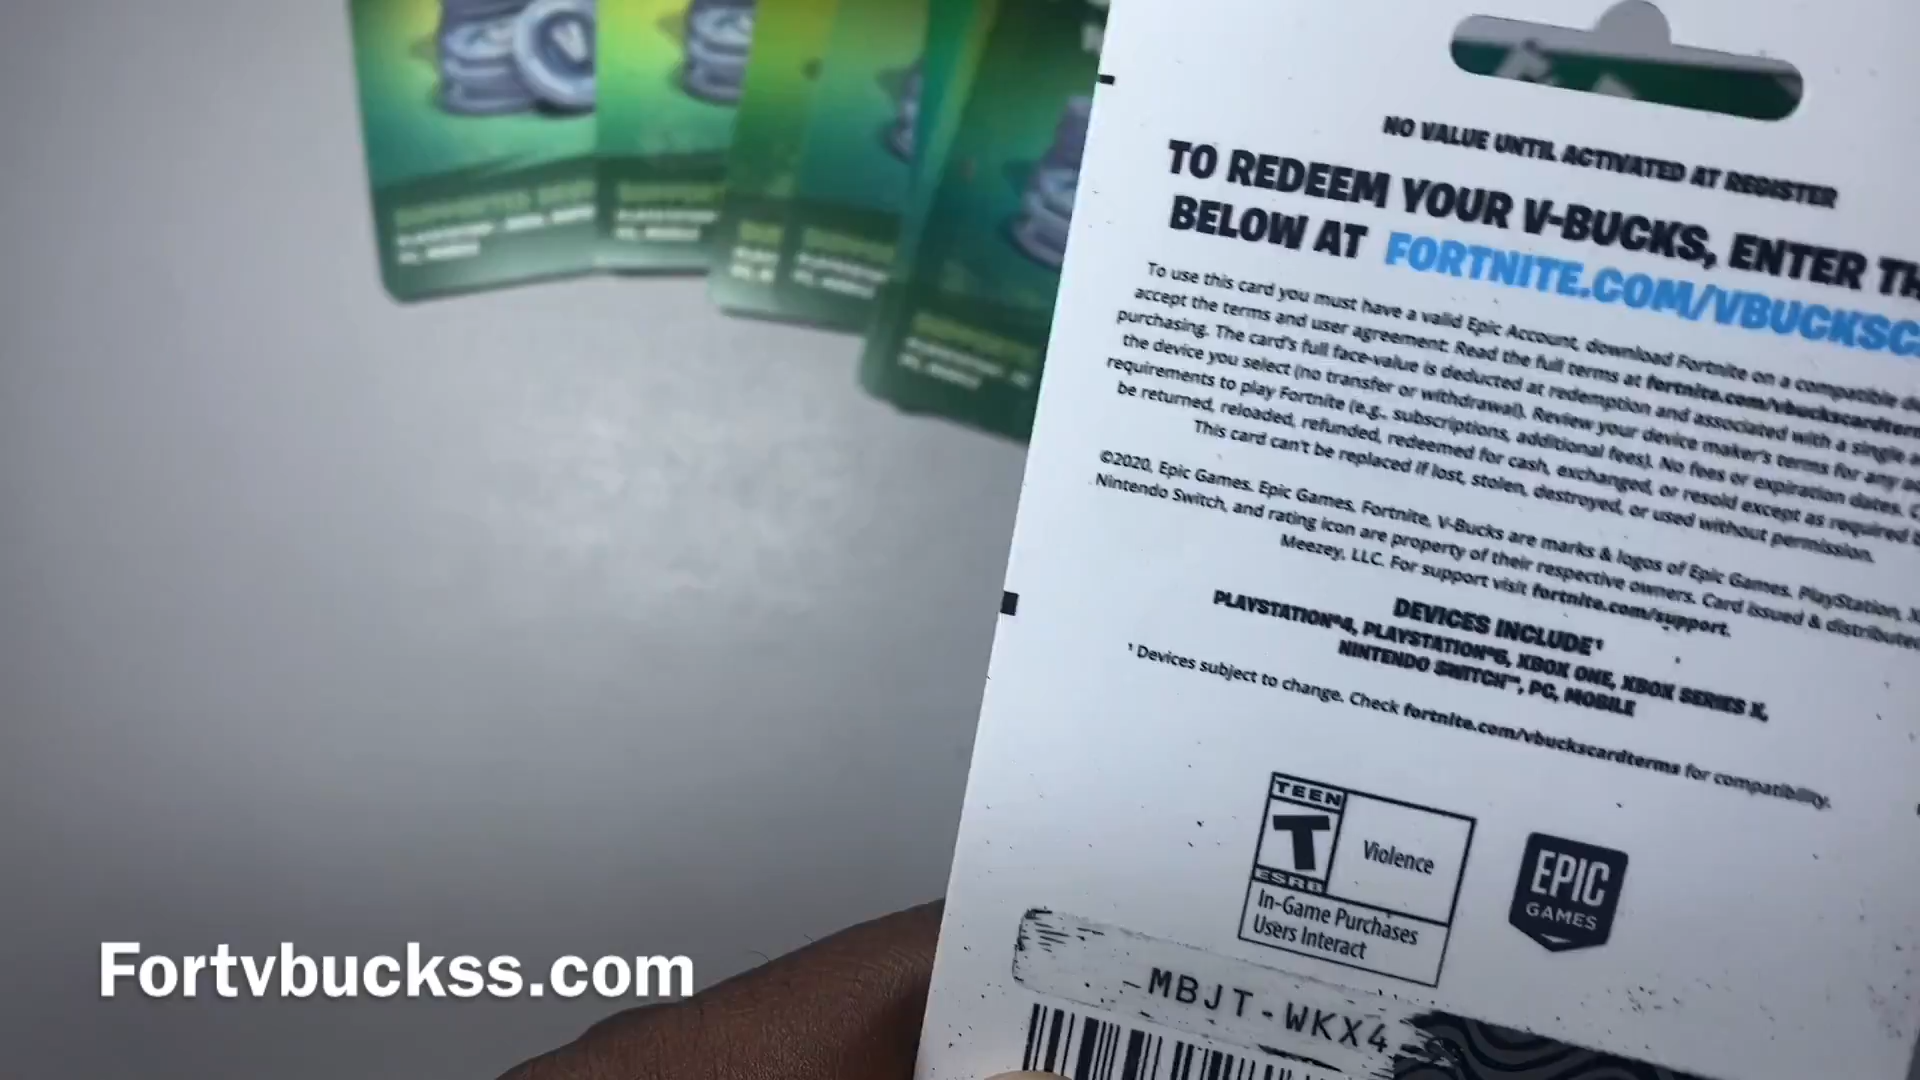 NO VALUE UNTIL ACTIVATED AT REGISTER
TO REDEEM YOUR V-BUCKS, ENTER TH
BELOW AT FORTNITE.COM/VBUCKSC
To use this card you must have a valid Epic Account, download Fortnite on a compatible de
accept the terms and user agreement. Read the full terms at fortnite.com/vbuckscardterm
purchasing. The card's full face-value is deducted at redemption and associated with a single
the device you select (no transfer or withdrawal). Review your device maker's terms for any
requirements to play Fortnite (e.g., subscriptions, additional fees). No fees or expiration dates. C
be returned, reloaded, refunded, redeemed for cash, exchanged, or resold except as required b
This card can't be replaced if lost, stolen, destroyed, or used without permission.
©2020, Epic Games. Epic Games, Fortnite, V-Bucks are marks & logos of Epic Games. PlayStation, X
Nintendo Switch, and rating icon are property of their respective owners. Card issued & distributed
Meezey, LLC. For support visit fortnite.com/support.
DEVICES INCLUDE¹
PLAYSTATION®4, PLAYSTATION®5, XBOX ONE, XBOX SERIES X,
NINTENDO SWITCH™, PC, MOBILE
¹ Devices subject to change. Check fortnite.com/vbuckscardterms for compatibility.
TEEN
T
ESRB
Violence
In-Game Purchases
Users Interact
EPIC
GAMES
-MBJT-WKX4
Fortvbuckss.com